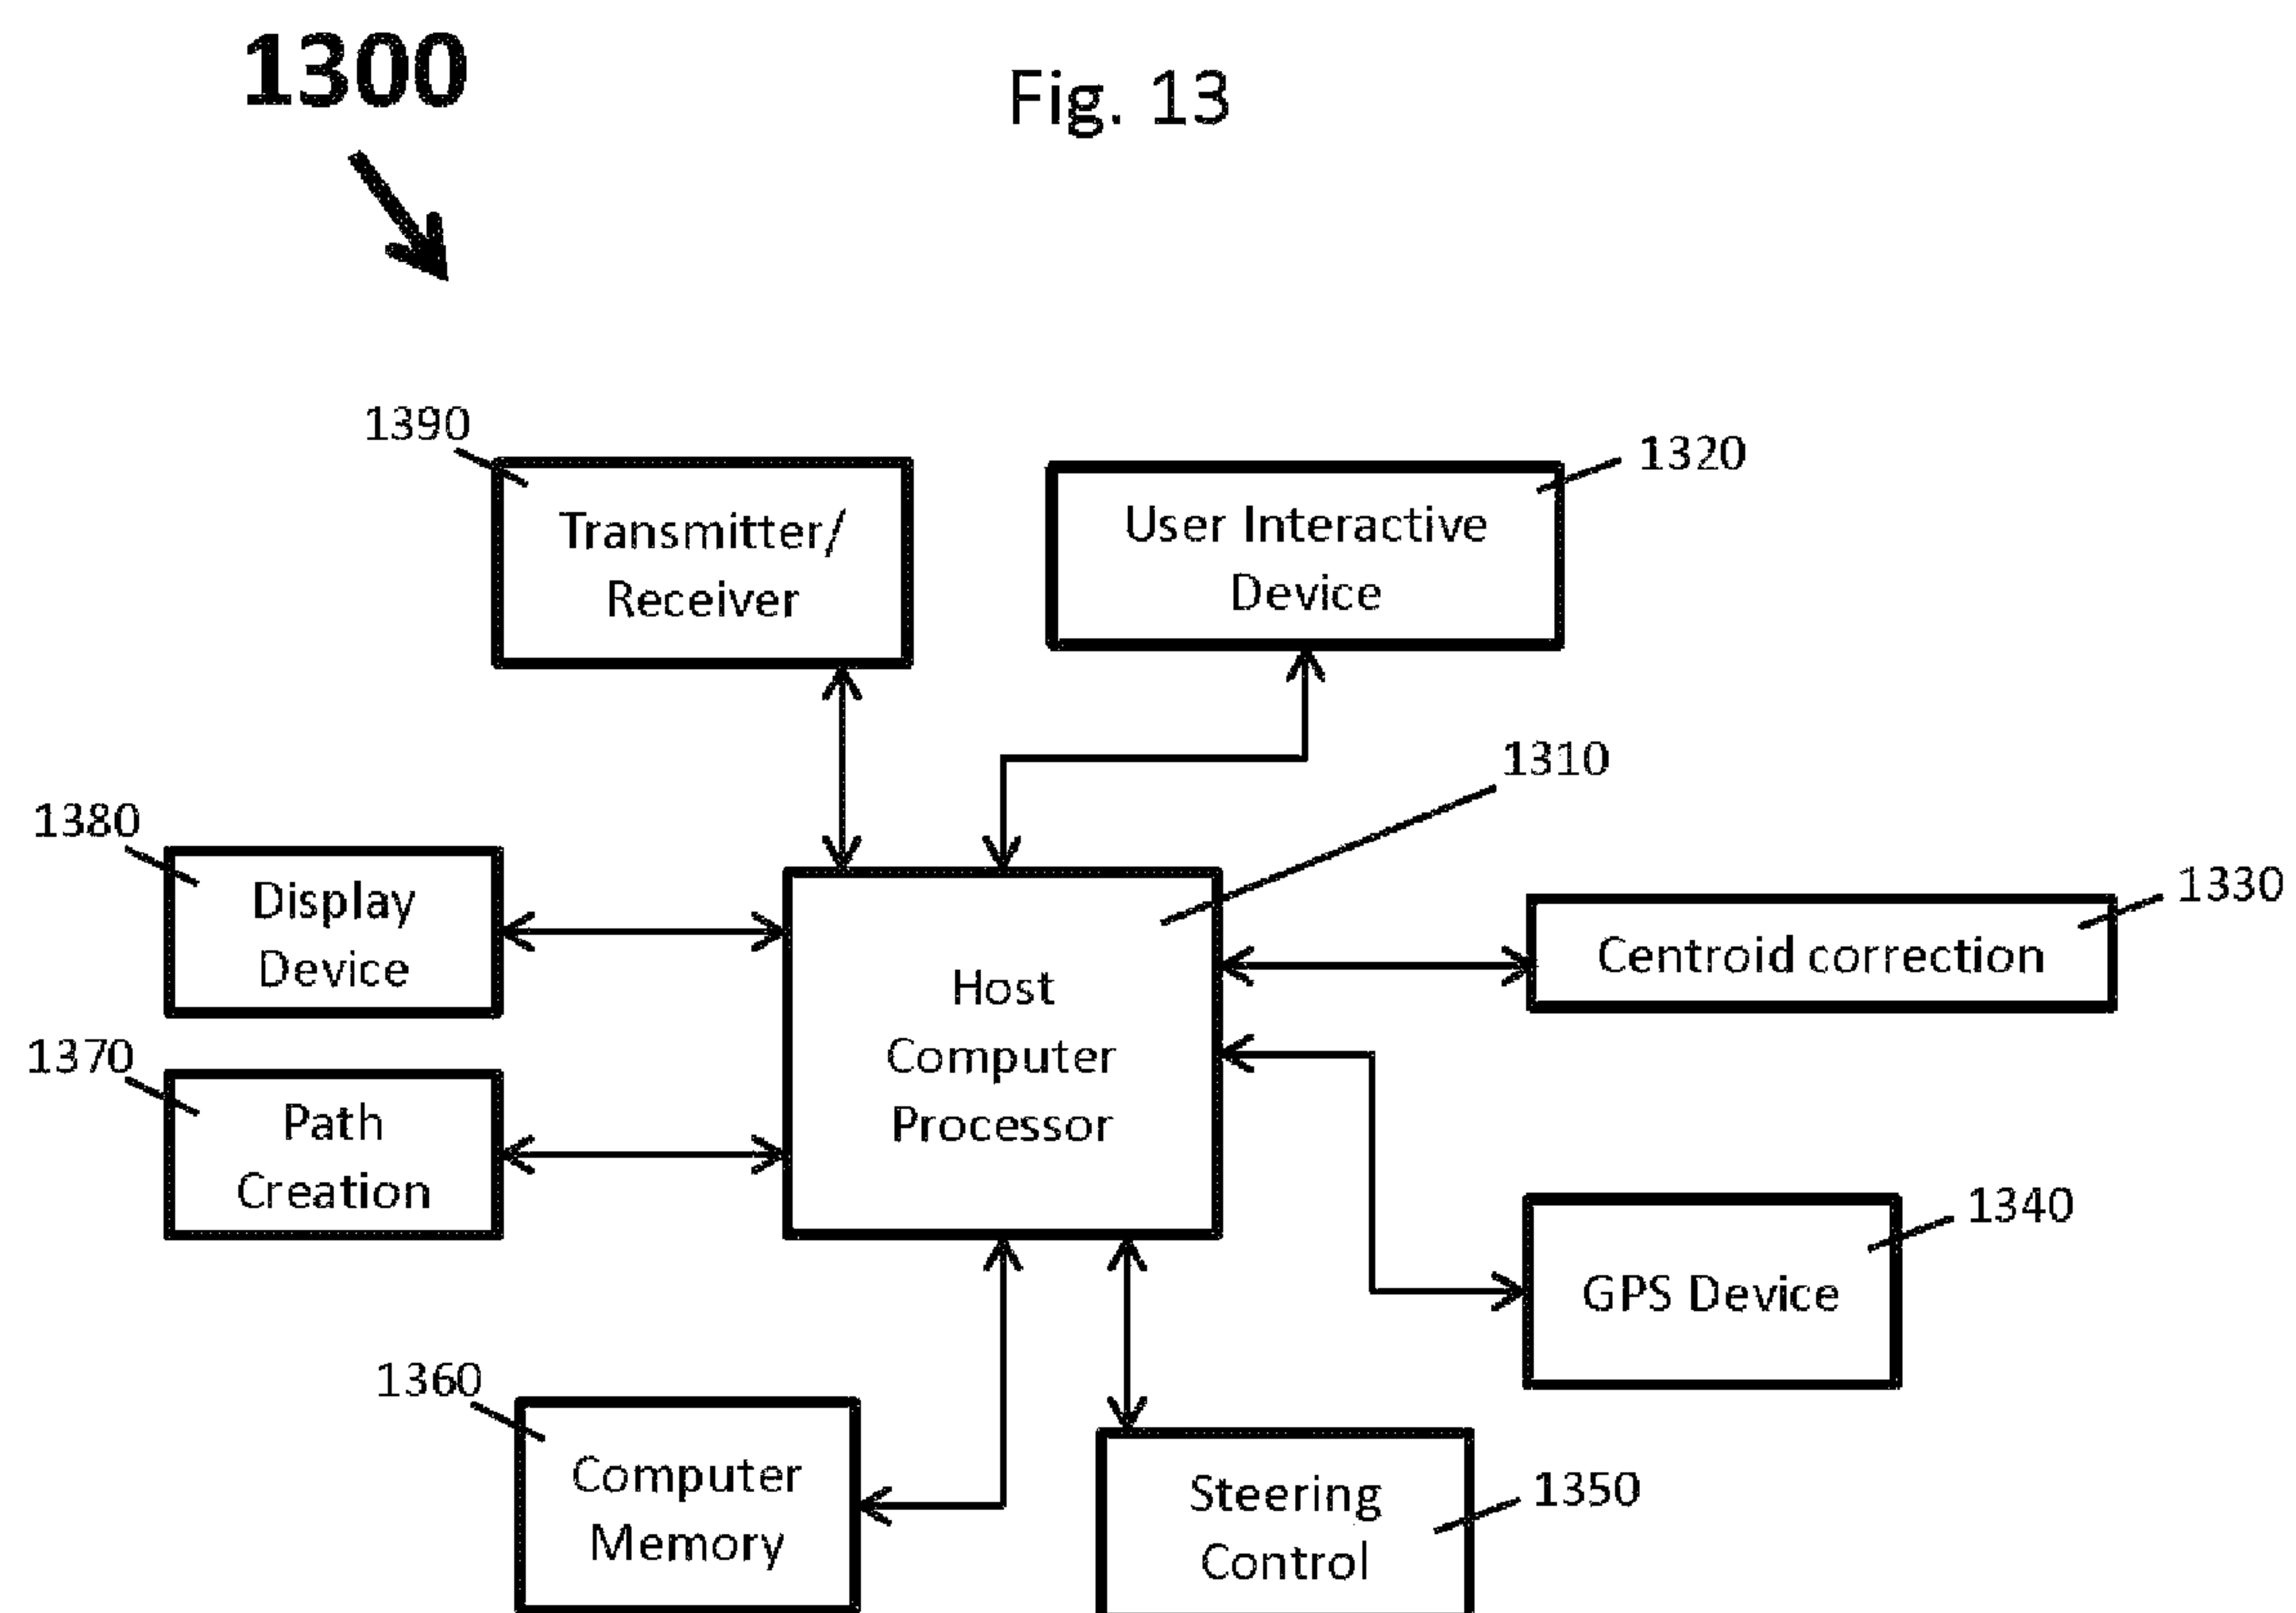 1300
Fig. 13
1390
Transmitter/
Receiver
1320
User Interactive
Device
1310
1380
Display
Device
1330
Centroid correction
Host
Computer
Processor
1370
Path
Creation
1340
GPS Device
1360
Computer
Memory
1350
Steering
Control